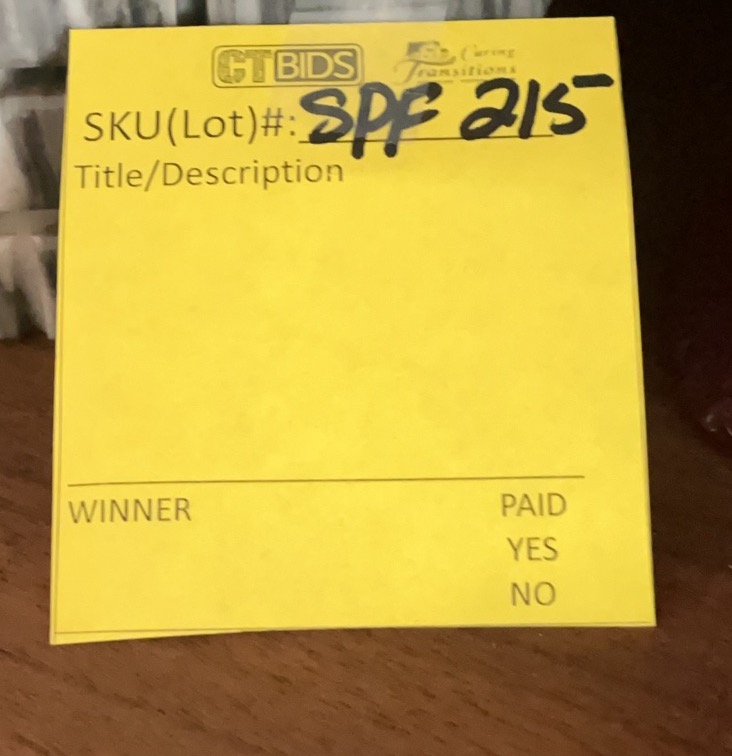 CTBIDS Caring Transitions
SKU(Lot)#: SPF 215
Title/Description
WINNER PAID
YES
NO